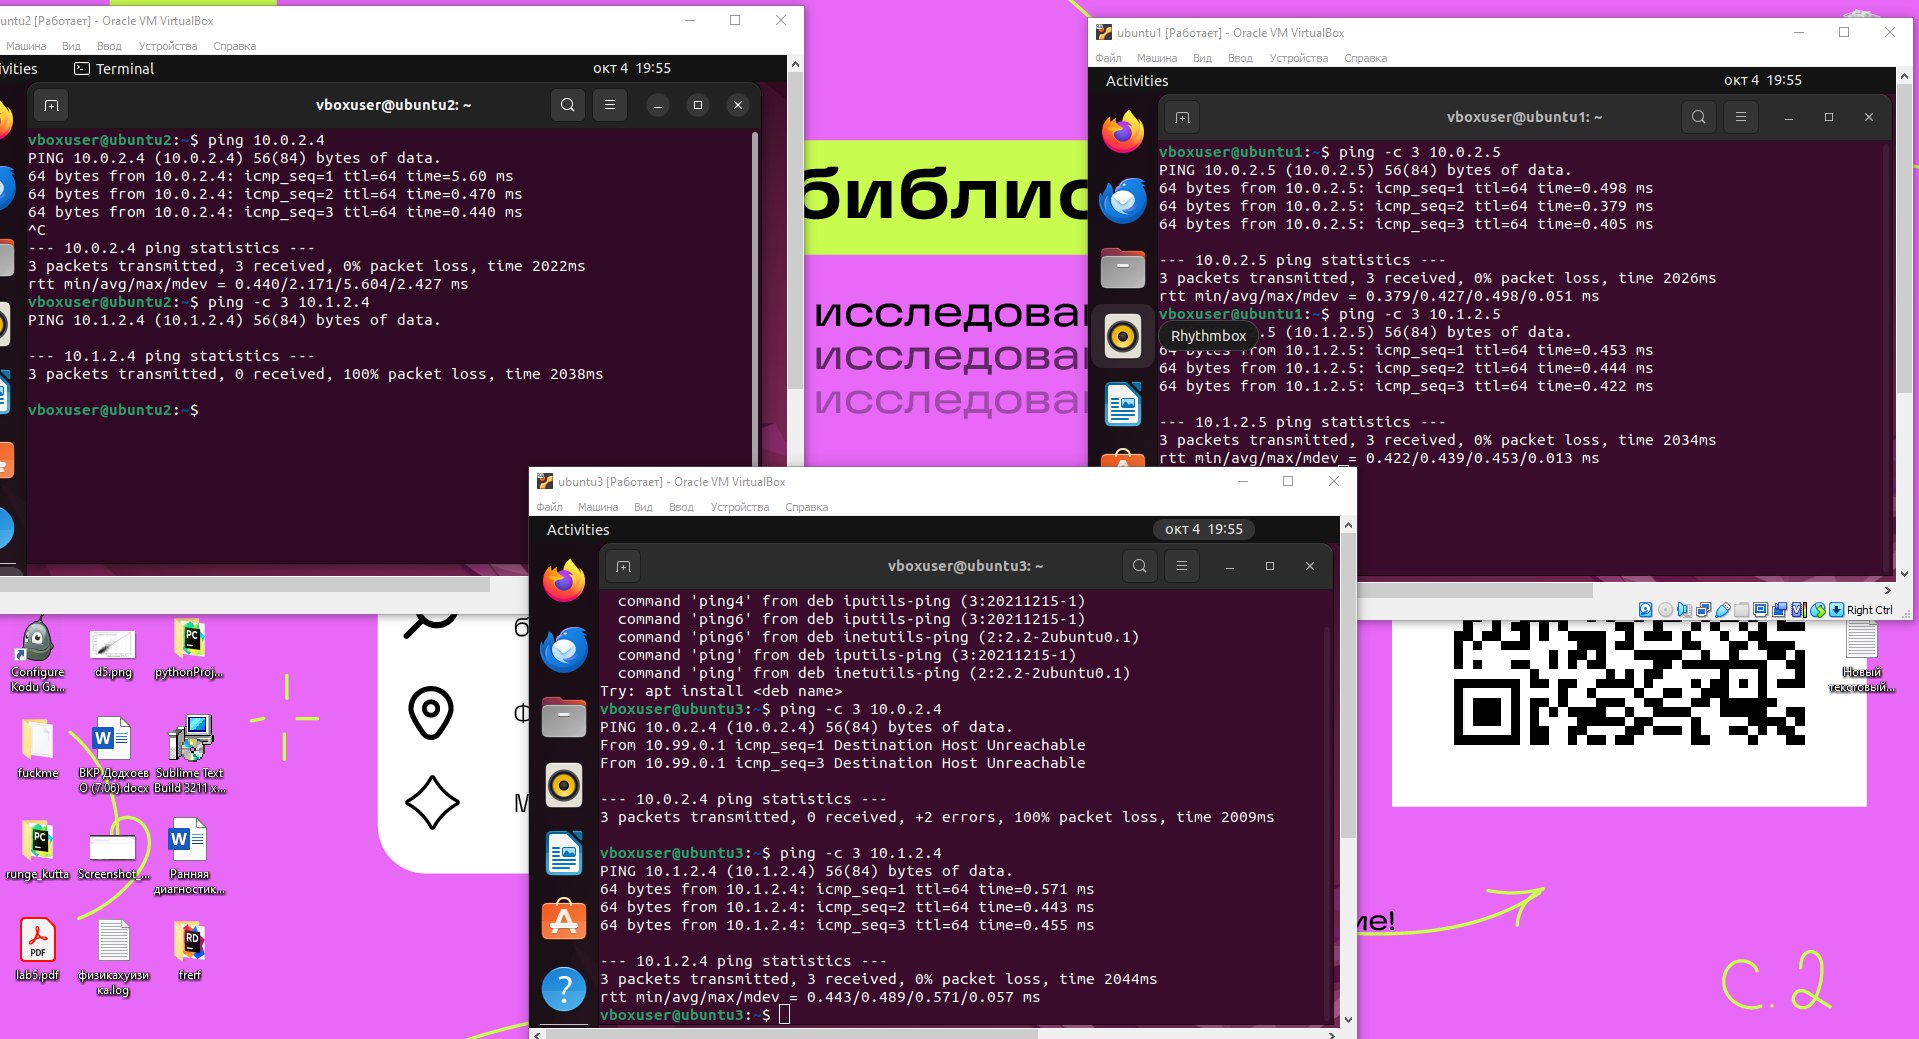 untu2 [Работает] - Oracle VM VirtualBox
Машина Вид Ввод Устройства Справка
ivities Terminal окт 4 19:55
vboxuser@ubuntu2: ~
vboxuser@ubuntu2:~$ ping 10.0.2.4
PING 10.0.2.4 (10.0.2.4) 56(84) bytes of data.
64 bytes from 10.0.2.4: icmp_seq=1 ttl=64 time=5.60 ms
64 bytes from 10.0.2.4: icmp_seq=2 ttl=64 time=0.470 ms
64 bytes from 10.0.2.4: icmp_seq=3 ttl=64 time=0.440 ms
^C
--- 10.0.2.4 ping statistics ---
3 packets transmitted, 3 received, 0% packet loss, time 2022ms
rtt min/avg/max/mdev = 0.440/2.171/5.604/2.427 ms
vboxuser@ubuntu2:~$ ping -c 3 10.1.2.4
PING 10.1.2.4 (10.1.2.4) 56(84) bytes of data.
--- 10.1.2.4 ping statistics ---
3 packets transmitted, 0 received, 100% packet loss, time 2038ms
vboxuser@ubuntu2:~$
библис
исследова
исследова
исследова
ubuntu1 [Работает] - Oracle VM VirtualBox
Файл Машина Вид Ввод Устройства Справка
Activities окт 4 19:55
vboxuser@ubuntu1: ~
vboxuser@ubuntu1:~$ ping -c 3 10.0.2.5
PING 10.0.2.5 (10.0.2.5) 56(84) bytes of data.
64 bytes from 10.0.2.5: icmp_seq=1 ttl=64 time=0.498 ms
64 bytes from 10.0.2.5: icmp_seq=2 ttl=64 time=0.379 ms
64 bytes from 10.0.2.5: icmp_seq=3 ttl=64 time=0.405 ms
--- 10.0.2.5 ping statistics ---
3 packets transmitted, 3 received, 0% packet loss, time 2026ms
rtt min/avg/max/mdev = 0.379/0.427/0.498/0.051 ms
vboxuser@ubuntu1:~$ ping -c 3 10.1.2.5
Rhythmbox .5 (10.1.2.5) 56(84) bytes of data.
64 bytes from 10.1.2.5: icmp_seq=1 ttl=64 time=0.453 ms
64 bytes from 10.1.2.5: icmp_seq=2 ttl=64 time=0.444 ms
64 bytes from 10.1.2.5: icmp_seq=3 ttl=64 time=0.422 ms
--- 10.1.2.5 ping statistics ---
3 packets transmitted, 3 received, 0% packet loss, time 2034ms
rtt min/avg/max/mdev = 0.422/0.439/0.453/0.013 ms
Right Ctrl
ubuntu3 [Работает] - Oracle VM VirtualBox
Файл Машина Вид Ввод Устройства Справка
Activities окт 4 19:55
vboxuser@ubuntu3: ~
command 'ping4' from deb iputils-ping (3:20211215-1)
command 'ping6' from deb iputils-ping (3:20211215-1)
command 'ping6' from deb inetutils-ping (2:2.2-2ubuntu0.1)
command 'ping' from deb iputils-ping (3:20211215-1)
command 'ping' from deb inetutils-ping (2:2.2-2ubuntu0.1)
Try: apt install <deb name>
vboxuser@ubuntu3:~$ ping -c 3 10.0.2.4
PING 10.0.2.4 (10.0.2.4) 56(84) bytes of data.
From 10.99.0.1 icmp_seq=1 Destination Host Unreachable
From 10.99.0.1 icmp_seq=3 Destination Host Unreachable
--- 10.0.2.4 ping statistics ---
3 packets transmitted, 0 received, +2 errors, 100% packet loss, time 2009ms
vboxuser@ubuntu3:~$ ping -c 3 10.1.2.4
PING 10.1.2.4 (10.1.2.4) 56(84) bytes of data.
64 bytes from 10.1.2.4: icmp_seq=1 ttl=64 time=0.571 ms
64 bytes from 10.1.2.4: icmp_seq=2 ttl=64 time=0.443 ms
64 bytes from 10.1.2.4: icmp_seq=3 ttl=64 time=0.455 ms
--- 10.1.2.4 ping statistics ---
3 packets transmitted, 3 received, 0% packet loss, time 2044ms
rtt min/avg/max/mdev = 0.443/0.489/0.571/0.057 ms
vboxuser@ubuntu3:~$
Configure
Kodu Ga...
d5.png
pythonProj...
fuckme
ВКР Додхоев
О (7.06).docx
Sublime Text
Build 3211 x...
runge_kutta
Screenshot_...
Ранняя
диагностик...
PDF
lab5.pdf
физикахуизи
ка.log
frerf
Новый
текстовый...
ие!
С.2